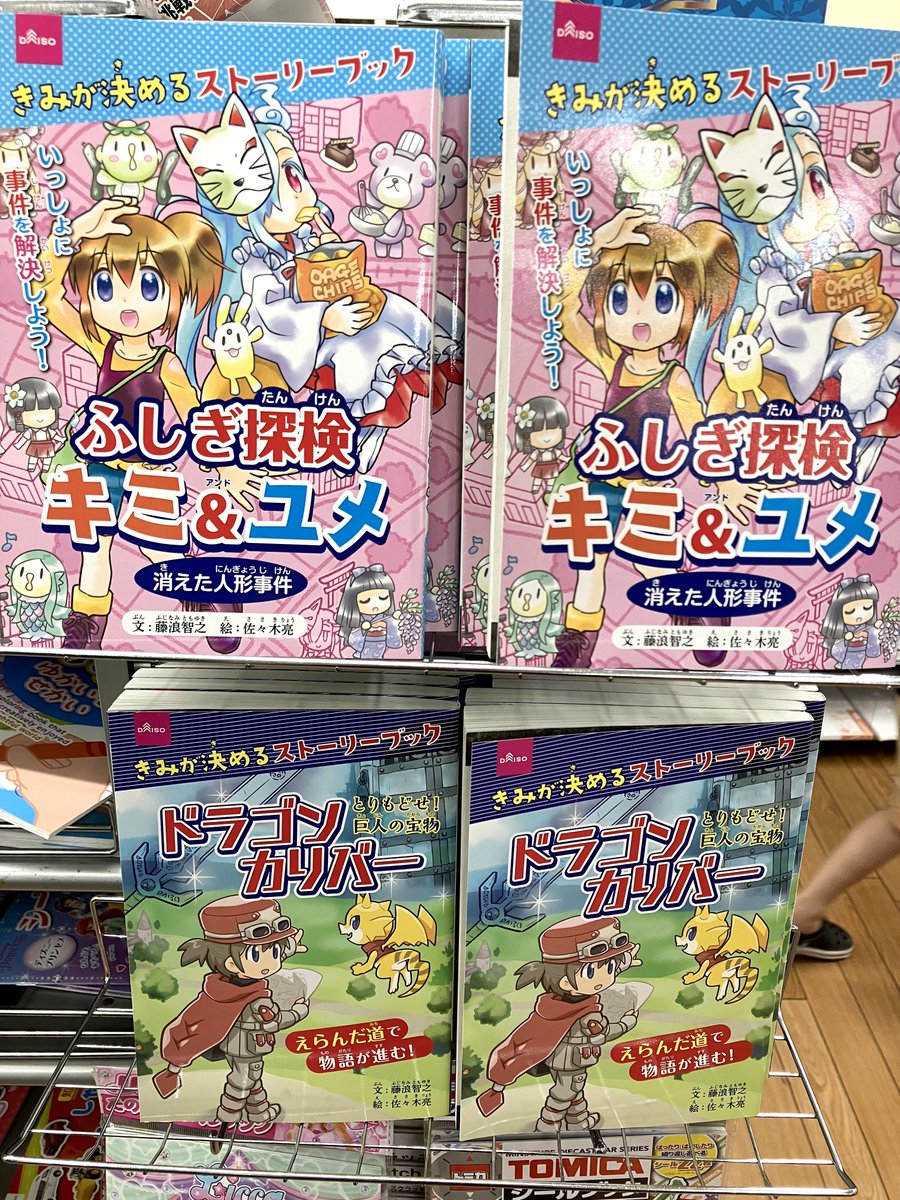 挑戦
DAISO
きみが決めるストーリーブック
いっしょに
事件を解決しよう!
OAGE
CHIPS
ふしぎ探検
キミ&ユメ
消えた人形事件
文:藤浪智之 絵:佐々木亮
DAISO
きみが決めるストーリーブッ
いっしょに
事件を解決しよう!
OAGE
CHIPS
ふしぎ探検
キミ&ユメ
消えた人形事件
文:藤浪智之 絵:佐々木亮
DAISO
きみが決めるストーリーブック
とりもどせ!
巨人の宝物
ドラゴン
カリバー
えらんだ道で
物語が進む!
文:藤浪智之
絵:佐々木亮
DAISO
きみが決めるストーリーブック
とりもどせ!
巨人の宝物
ドラゴン
カリバー
えらんだ道で
物語が進む!
文:藤浪智之
絵:佐々木亮
Licca
MINIATURE DIECAST CAR SERIES
TOMICA